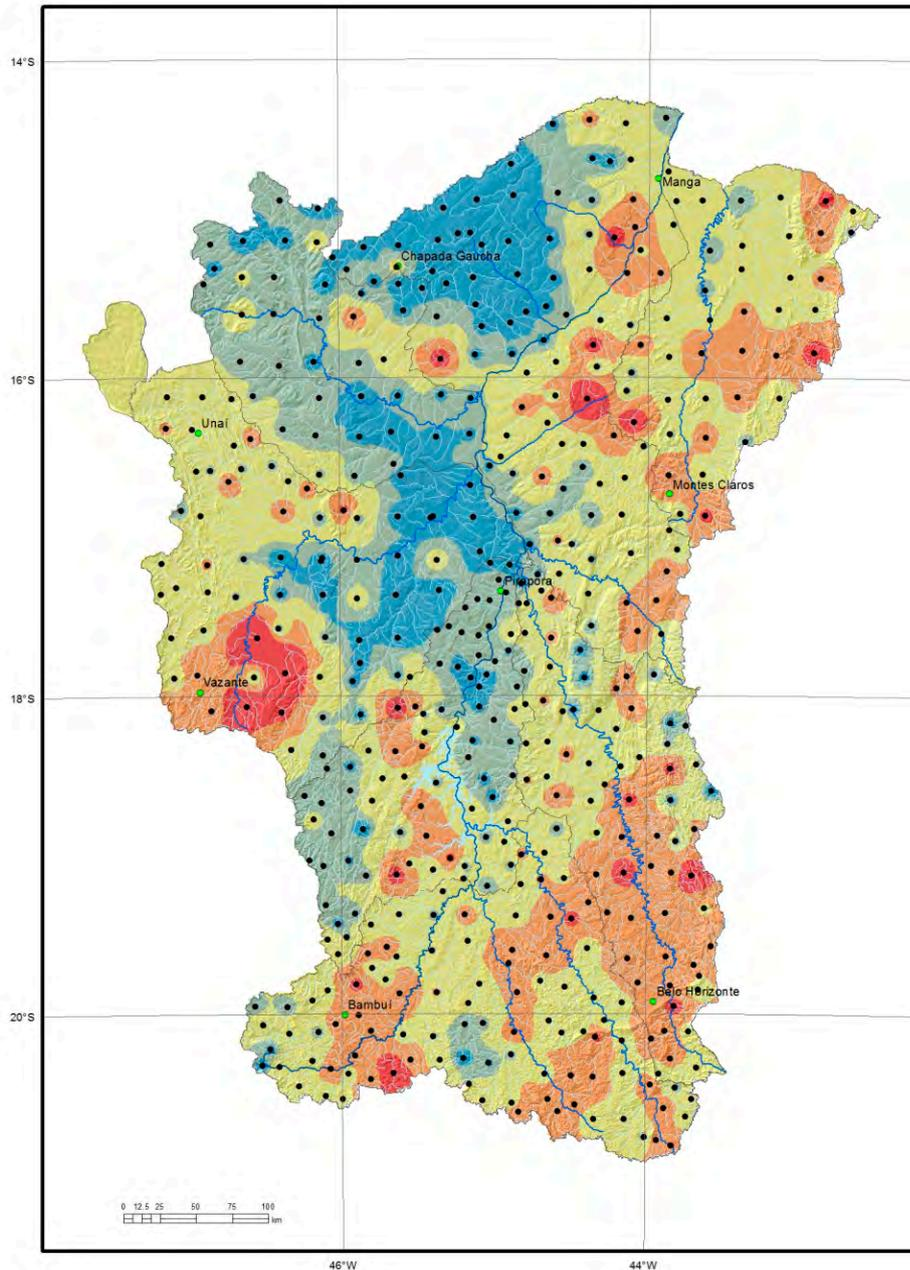 14°S
Manga
Chapada Gaúcha
16°S
Unaí
Montes Claros
Pirapora
18°S
Vazante
Belo Horizonte
20°S
Bambuí
0 12.5 25 50 75 100
km
46°W 44°W